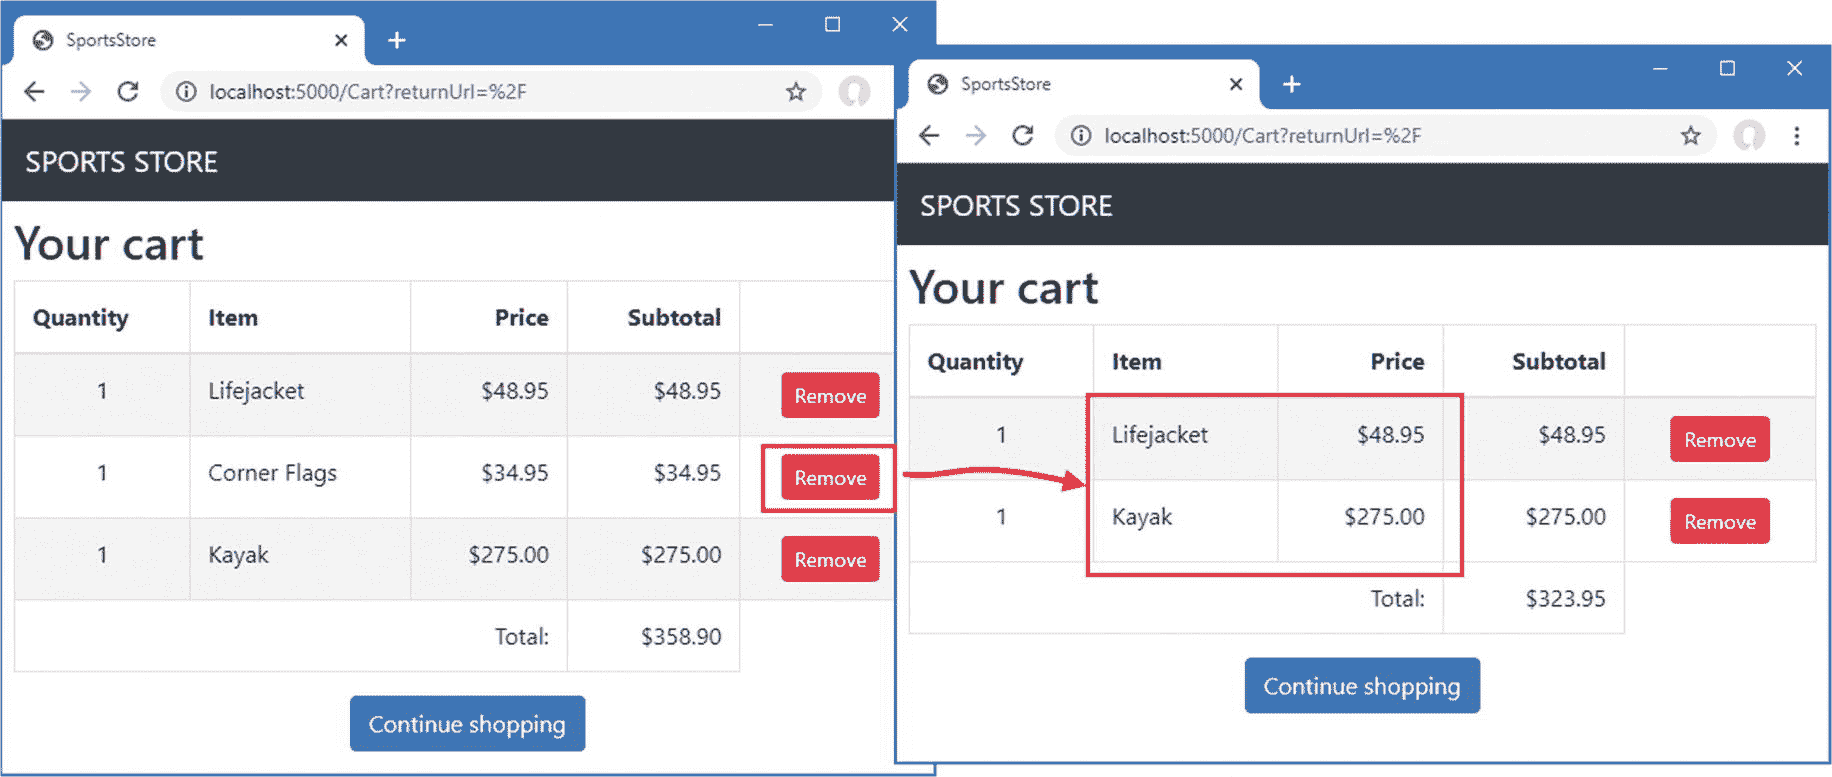 SportsStore
localhost:5000/Cart?returnUrl=%2F
SPORTS STORE
Your cart
Quantity Item Price Subtotal
1 Lifejacket $48.95 $48.95 Remove
1 Corner Flags $34.95 $34.95 Remove
1 Kayak $275.00 $275.00 Remove
Total: $358.90
Continue shopping
SportsStore
localhost:5000/Cart?returnUrl=%2F
SPORTS STORE
Your cart
Quantity Item Price Subtotal
1 Lifejacket $48.95 $48.95 Remove
1 Kayak $275.00 $275.00 Remove
Total: $323.95
Continue shopping